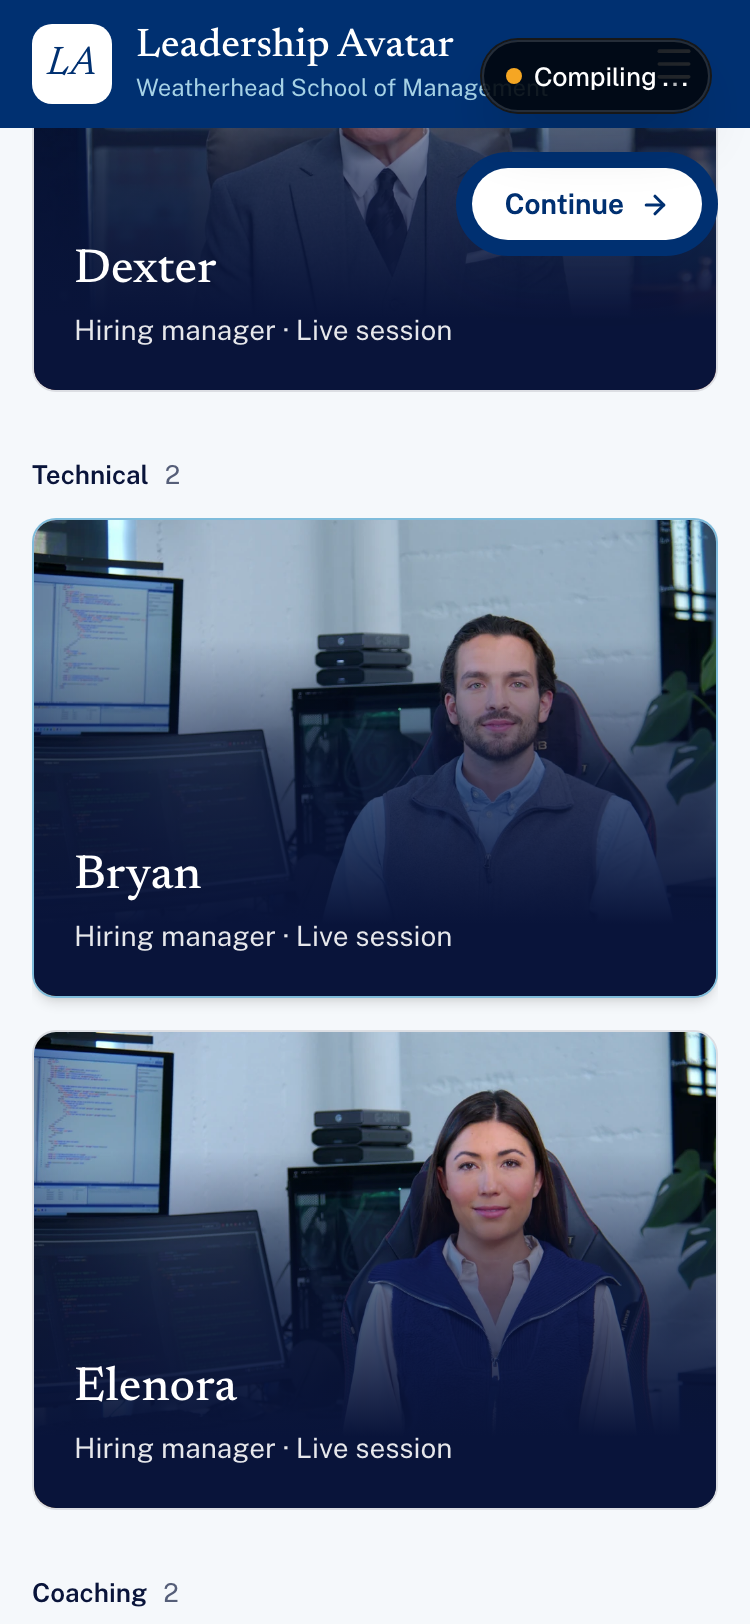 LA
Leadership Avatar
Weatherhead School of Management
Compiling...
Continue →
Dexter
Hiring manager · Live session
Technical 2
Bryan
Hiring manager · Live session
Elenora
Hiring manager · Live session
Coaching 2